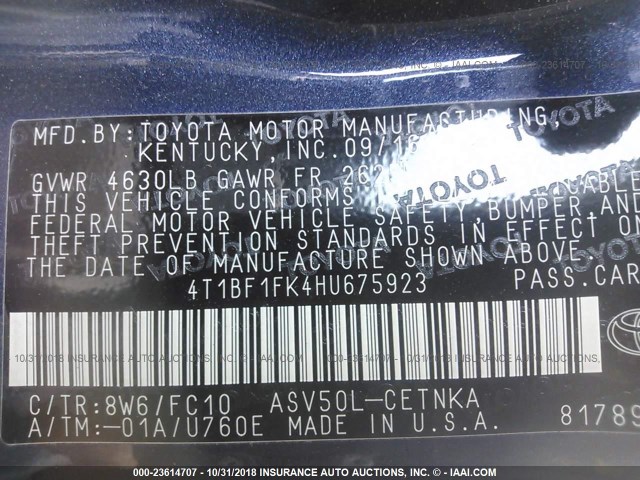 MFD. BY: TOYOTA MOTOR MANUFACTURING,
KENTUCKY, INC. 09/16
GVWR 4630LB GAWR FR 262
THIS VEHICLE CONFORMS
FEDERAL MOTOR VEHICLE SAFETY, BUMPER, AND
THEFT PREVENTION STANDARDS IN EFFECT ON
THE DATE OF MANUFACTURE SHOWN ABOVE.
4T1BF1FK4HU675923 PASS. CAR
C/TR: 8W6/FC10 ASV50L-CETNKA
A/TM: -01A/U760E MADE IN U.S.A. 81789
000-23614707 - 10/31/2018 INSURANCE AUTO AUCTIONS, INC. © - IAAI.COM